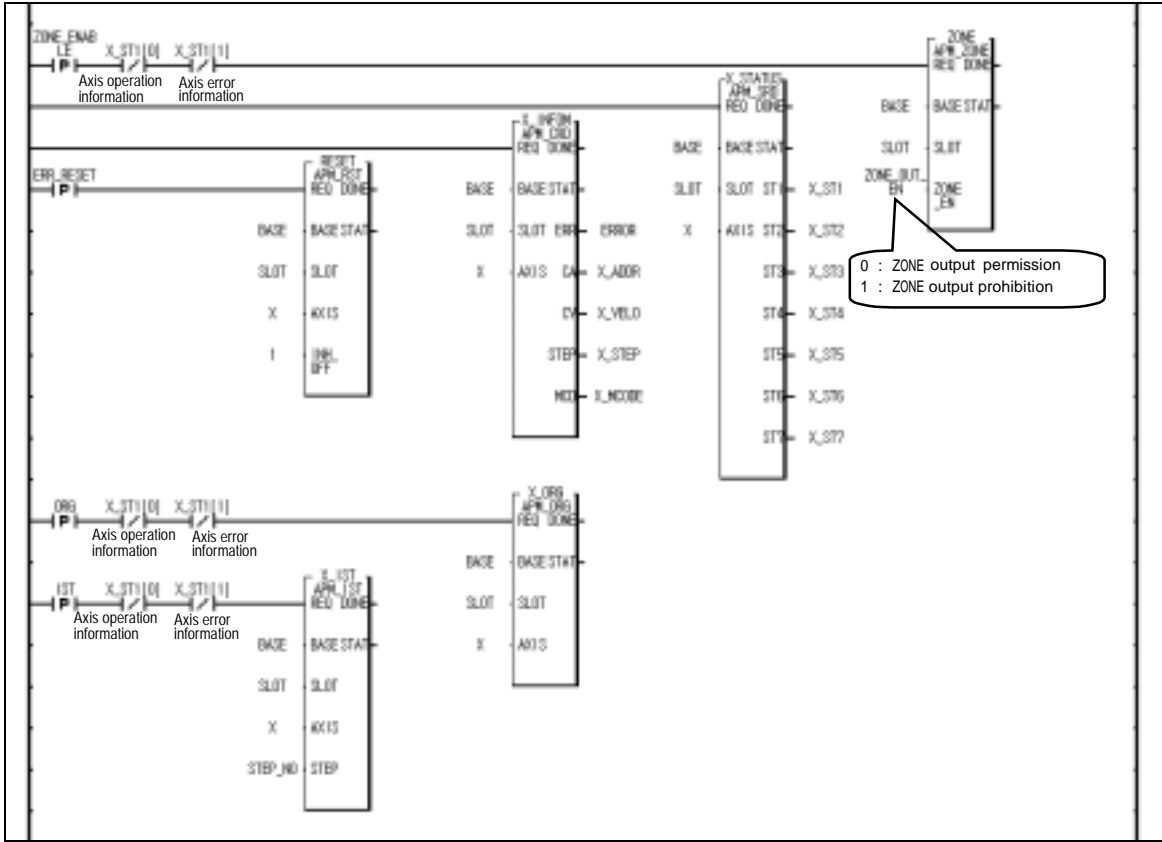 ZONE_ENAB
LE X_ST1[0] X_ST1[1]
P
Axis operation
information
Axis error
information
ZONE
APM_ZONE
REQ DONE
BASE BASE STAT
SLOT SLOT
ZONE_OUT_
EN
ZONE
_EN
0 : ZONE output permission
1 : ZONE output prohibition
X_STATUS
APM_SRD
REQ DONE
BASE BASE STAT
SLOT SLOT ST1 X_ST1
X AXIS ST2 X_ST2
ST3 X_ST3
ST4 X_ST4
ST5 X_ST5
ST6 X_ST6
ST7 X_ST7
X_INFOM
APM_CRD
REQ DONE
BASE BASE STAT
SLOT SLOT ERR ERROR
X AXIS CA X_ADDR
CV X_VELO
STEP X_STEP
MCD X_MCODE
ERR_RESET
P
RESET
APM_RST
REQ DONE
BASE BASE STAT
SLOT SLOT
X AXIS
1 INH_
OFF
ORG X_ST1[0] X_ST1[1]
P
Axis operation
information
Axis error
information
X_ORG
APM_ORG
REQ DONE
BASE BASE STAT
SLOT SLOT
X AXIS
IST X_ST1[0] X_ST1[1]
P
Axis operation
information
Axis error
information
X_IST
APM_IST
REQ DONE
BASE BASE STAT
SLOT SLOT
X AXIS
STEP_NO STEP